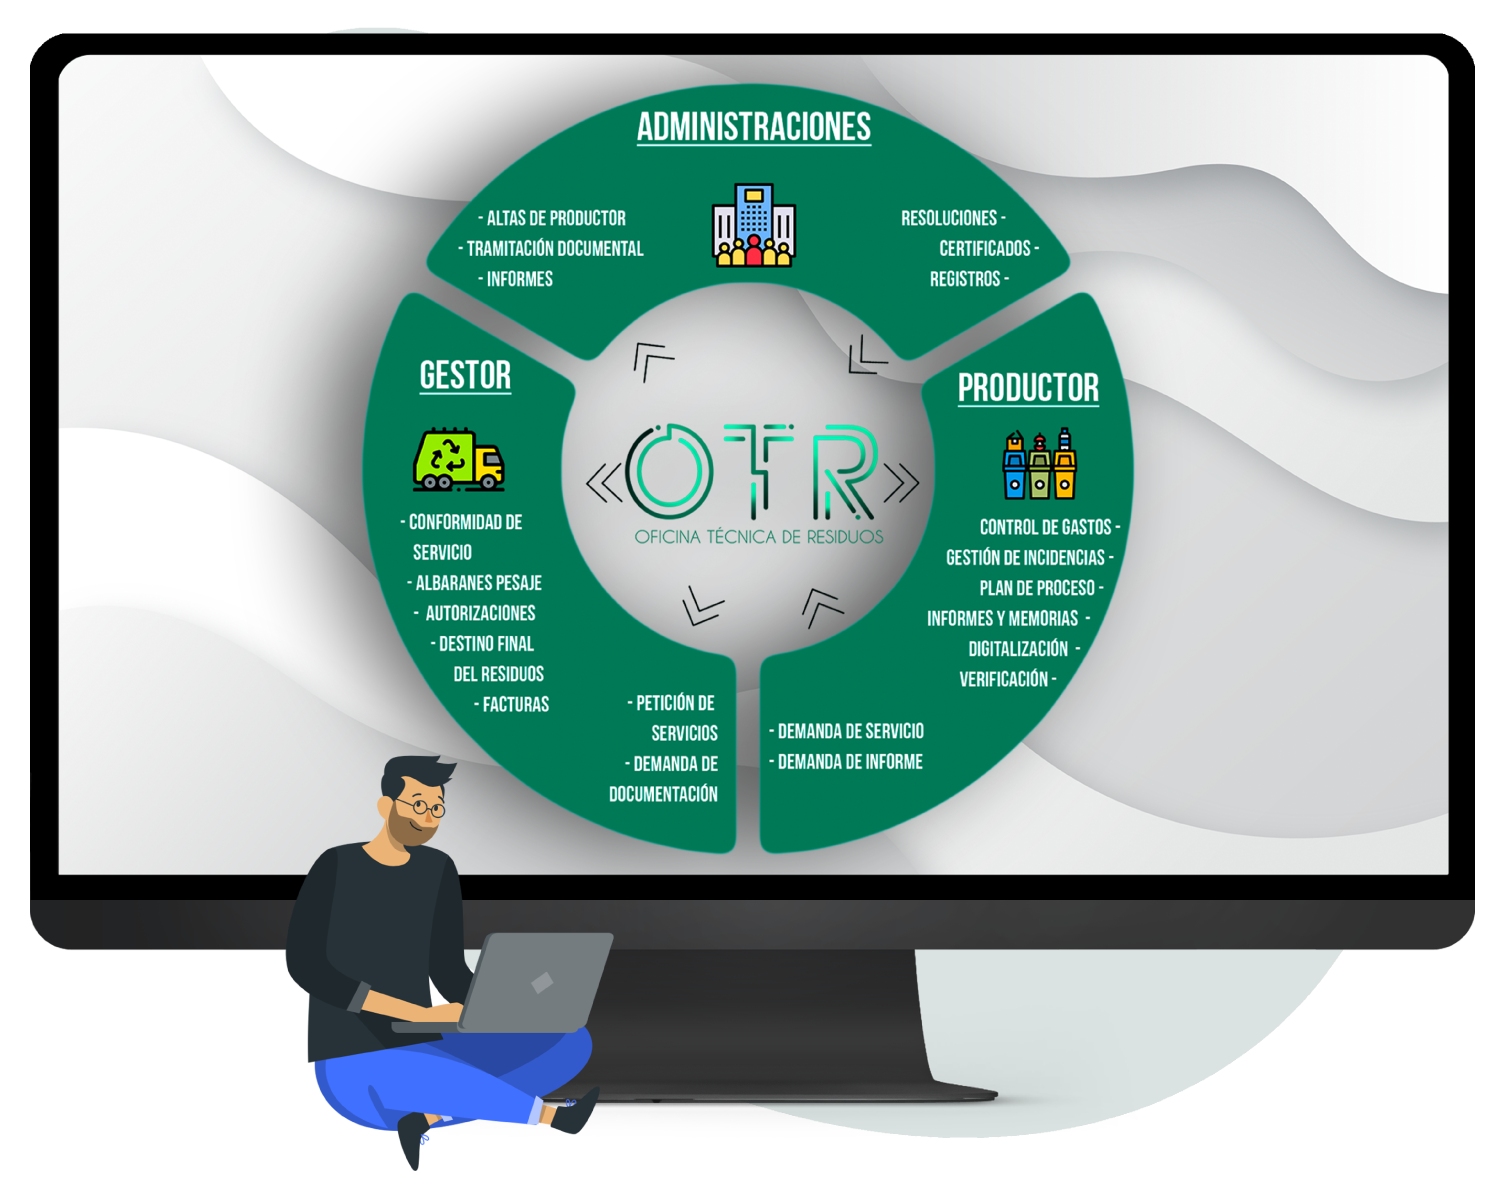 ADMINISTRACIONES
- ALTAS DE PRODUCTOR
- TRAMITACIÓN DOCUMENTAL
- INFORMES
RESOLUCIONES -
CERTIFICADOS -
REGISTROS -
GESTOR
- CONFORMIDAD DE
SERVICIO
- ALBARANES PESAJE
- AUTORIZACIONES
- DESTINO FINAL
DEL RESIDUOS
- FACTURAS
- PETICIÓN DE
SERVICIOS
- DEMANDA DE
DOCUMENTACIÓN
OTR
OFICINA TÉCNICA DE RESIDUOS
PRODUCTOR
CONTROL DE GASTOS -
GESTIÓN DE INCIDENCIAS -
PLAN DE PROCESO -
INFORMES Y MEMORIAS -
DIGITALIZACIÓN -
VERIFICACIÓN -
- DEMANDA DE SERVICIO
- DEMANDA DE INFORME